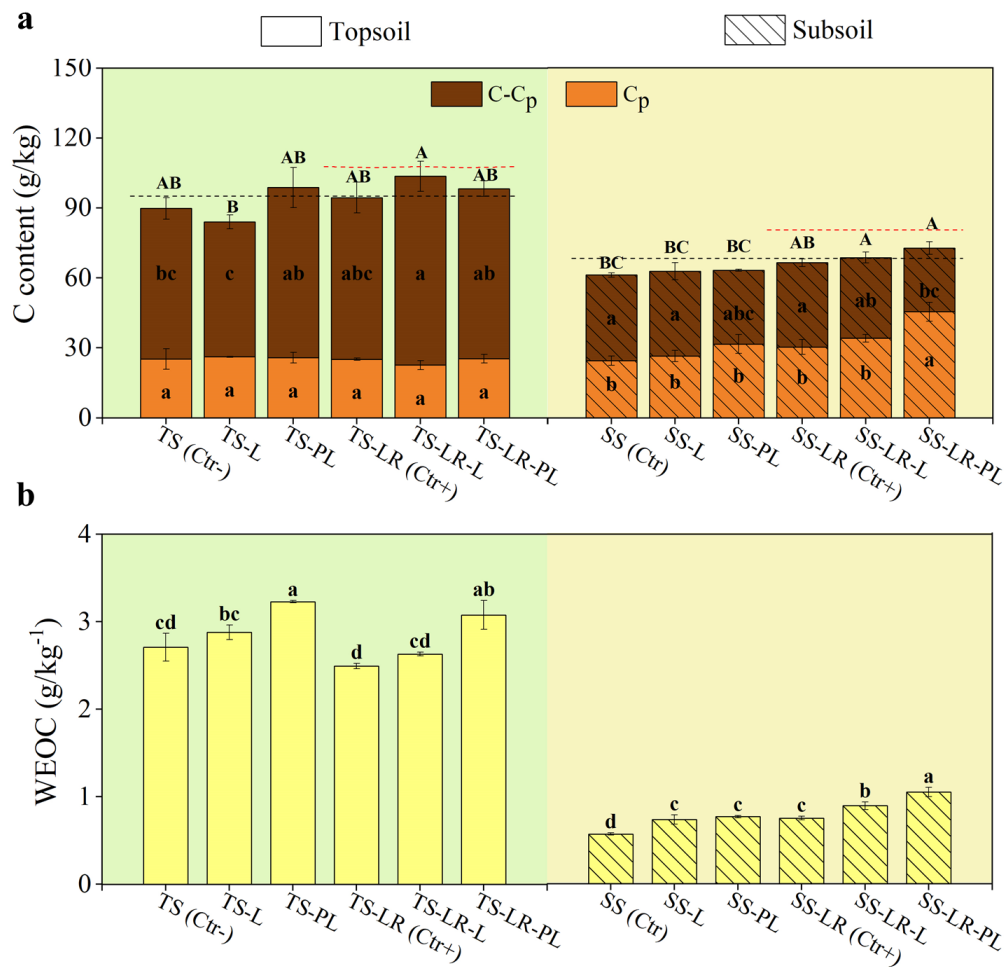 a
Topsoil
Subsoil
C-Cp
Cp
C content (g/kg)
150
120
90
60
30
0
AB
B
AB
AB
A
AB
BC
BC
BC
AB
A
A
bc
c
ab
abc
a
ab
a
a
abc
a
ab
bc
a
a
a
a
a
a
b
b
b
b
b
a
TS (Ctr-)
TS-L
TS-PL
TS-LR (Ctr+)
TS-LR-L
TS-LR-PL
SS (Ctr)
SS-L
SS-PL
SS-LR (Ctr+)
SS-LR-L
SS-LR-PL
b
WEOC (g/kg⁻¹)
4
3
2
1
0
cd
bc
a
d
cd
ab
d
c
c
c
b
a
TS (Ctr-)
TS-L
TS-PL
TS-LR (Ctr+)
TS-LR-L
TS-LR-PL
SS (Ctr)
SS-L
SS-PL
SS-LR (Ctr+)
SS-LR-L
SS-LR-PL